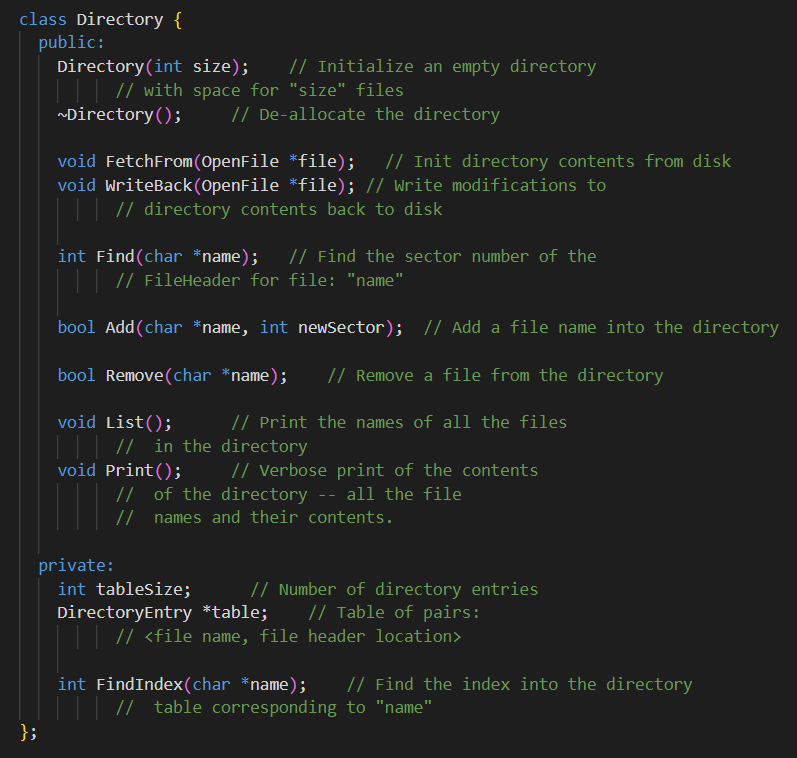 class Directory {
  public:
    Directory(int size);    // Initialize an empty directory
          // with space for "size" files
    ~Directory();     // De-allocate the directory

    void FetchFrom(OpenFile *file);   // Init directory contents from disk
    void WriteBack(OpenFile *file); // Write modifications to
          // directory contents back to disk

    int Find(char *name);   // Find the sector number of the
          // FileHeader for file: "name"

    bool Add(char *name, int newSector);  // Add a file name into the directory

    bool Remove(char *name);    // Remove a file from the directory

    void List();      // Print the names of all the files
          //  in the directory
    void Print();     // Verbose print of the contents
          //  of the directory -- all the file
          //  names and their contents.

  private:
    int tableSize;      // Number of directory entries
    DirectoryEntry *table;    // Table of pairs:
          // <file name, file header location>

    int FindIndex(char *name);    // Find the index into the directory
          //  table corresponding to "name"
};